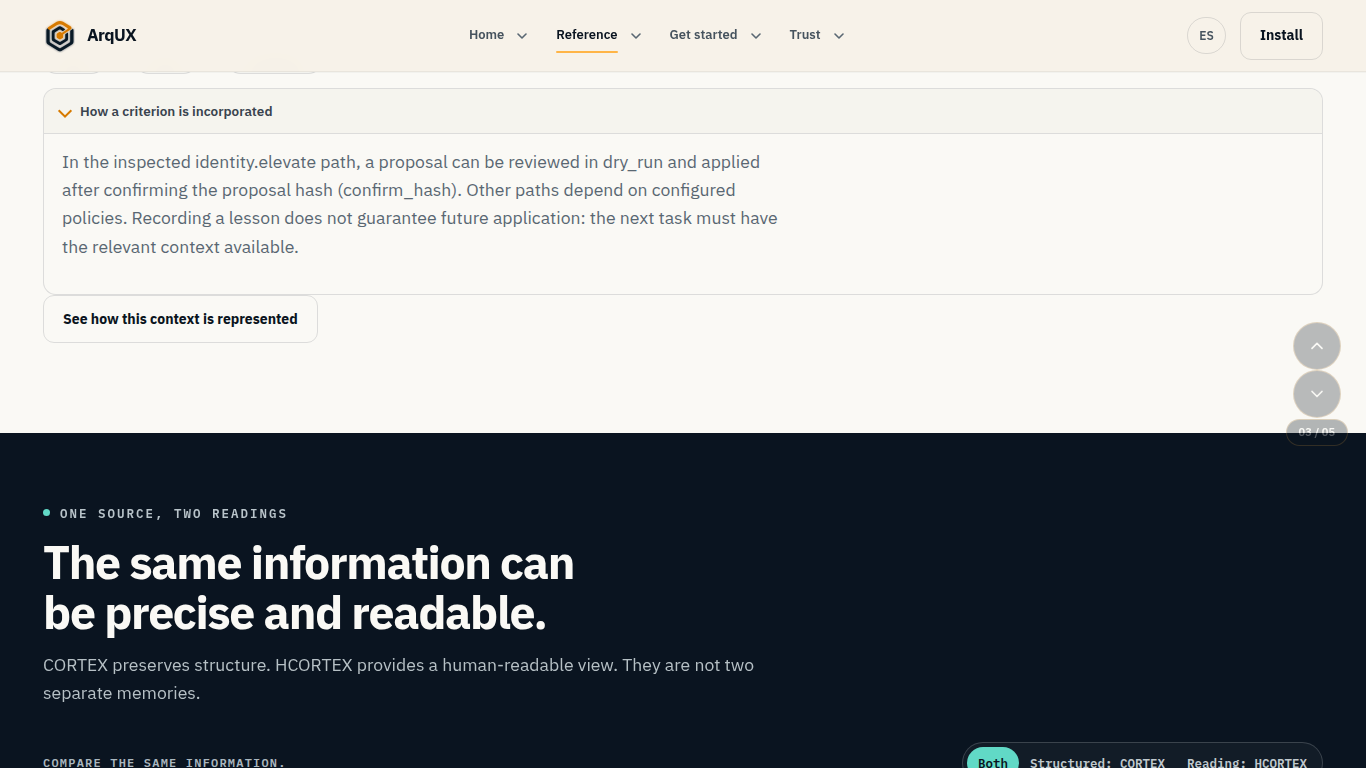 ArqUX
Home
Reference
Get started
Trust
ES
Install
How a criterion is incorporated
In the inspected identity.elevate path, a proposal can be reviewed in dry_run and applied
after confirming the proposal hash (confirm_hash). Other paths depend on configured
policies. Recording a lesson does not guarantee future application: the next task must have
the relevant context available.
See how this context is represented
03 / 05
ONE SOURCE, TWO READINGS
The same information can
be precise and readable.
CORTEX preserves structure. HCORTEX provides a human-readable view. They are not two
separate memories.
COMPARE THE SAME INFORMATION.
Both
Structured: CORTEX
Reading: HCORTEX